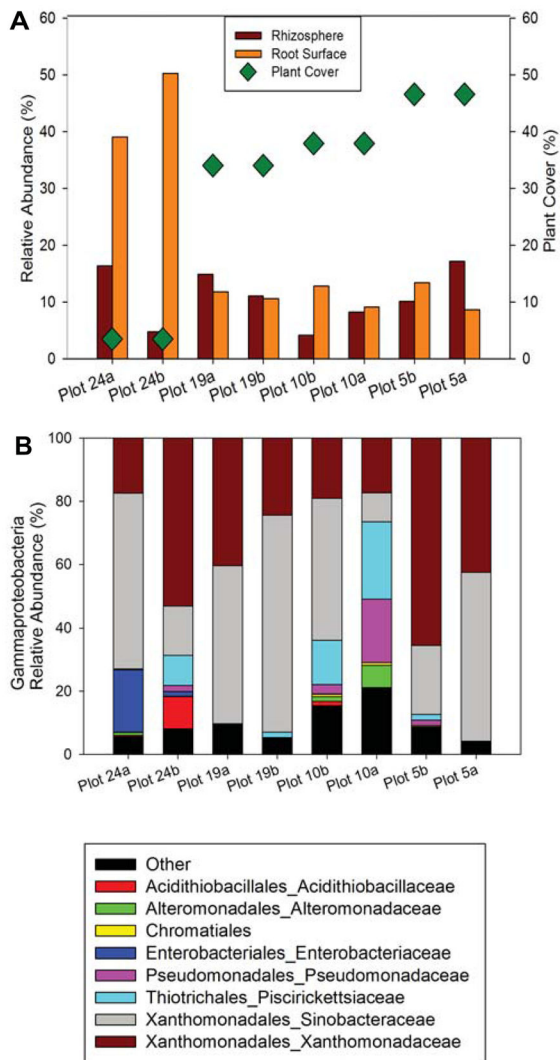 A
Rhizosphere
Root Surface
Plant Cover
Relative Abundance (%)
Plant Cover (%)
60
50
40
30
20
10
0
60
50
40
30
20
10
0
Plot 24a
Plot 24b
Plot 19a
Plot 19b
Plot 10b
Plot 10a
Plot 5b
Plot 5a
B
Gammaproteobacteria
Relative Abundance (%)
100
80
60
40
20
0
Plot 24a
Plot 24b
Plot 19a
Plot 19b
Plot 10b
Plot 10a
Plot 5b
Plot 5a
Other
Acidithiobacillales_Acidithiobacillaceae
Alteromonadales_Alteromonadaceae
Chromatiales
Enterobacteriales_Enterobacteriaceae
Pseudomonadales_Pseudomonadaceae
Thiotrichales_Piscirickettsiaceae
Xanthomonadales_Sinobacteraceae
Xanthomonadales_Xanthomonadaceae